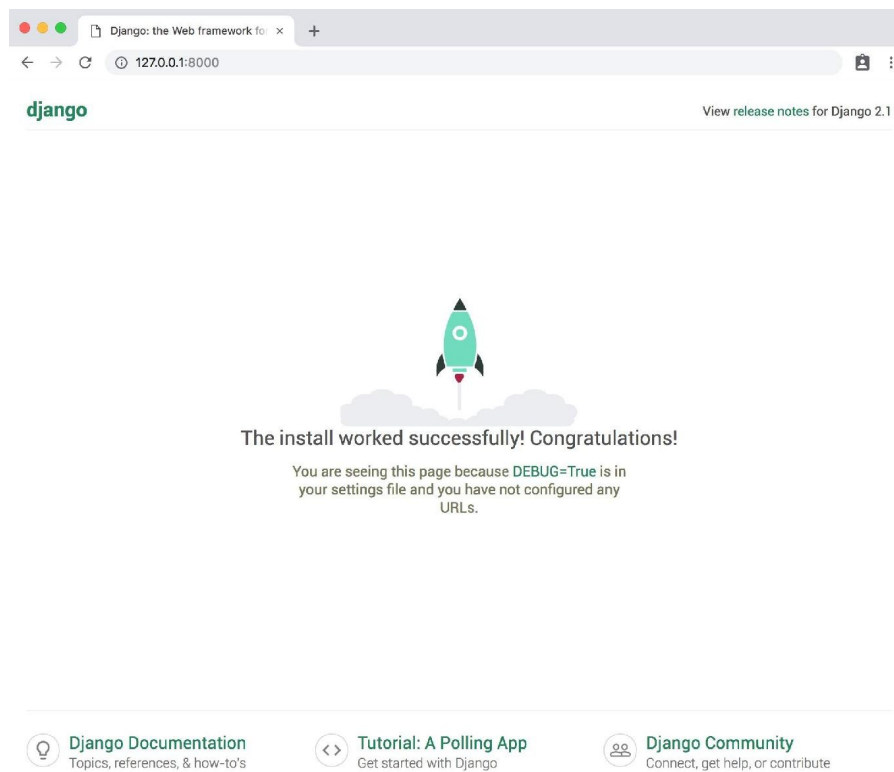 Django: the Web framework for
127.0.0.1:8000
django
View release notes for Django 2.1
The install worked successfully! Congratulations!
You are seeing this page because DEBUG=True is in
your settings file and you have not configured any
URLs.
Django Documentation
Topics, references, & how-to's
Tutorial: A Polling App
Get started with Django
Django Community
Connect, get help, or contribute